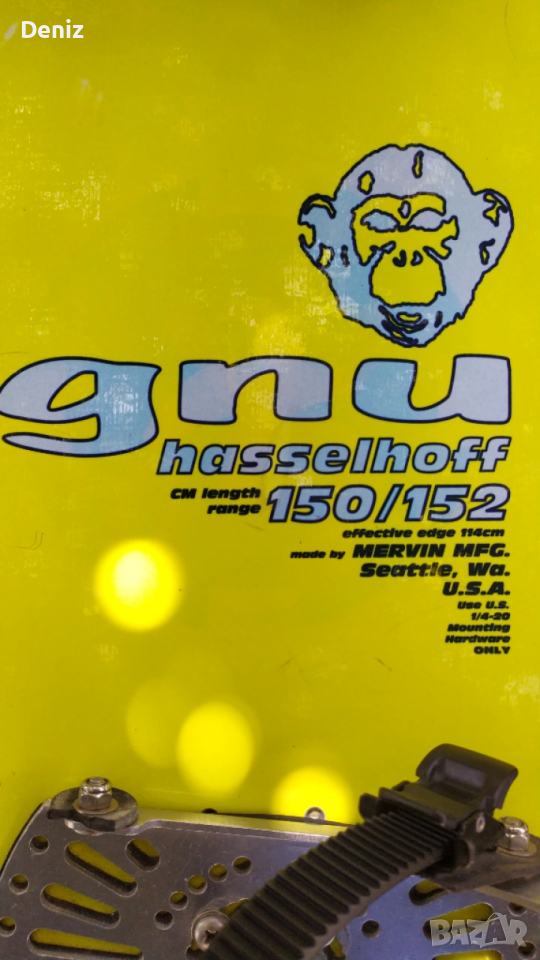 Deniz
gnu
hasselhoff
CM length
range
150/152
effective edge 114cm
made by MERVIN MFG.
Seattle, Wa.
U.S.A.
Use U.S.
1/4-20
Mounting
Hardware
ONLY
BAZAR